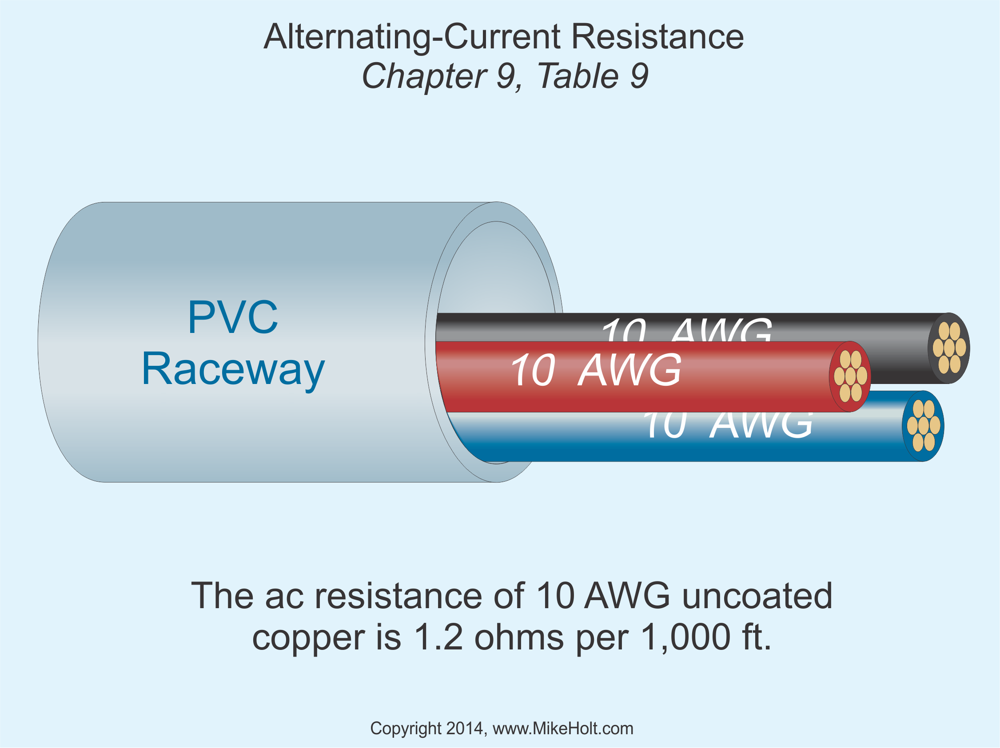 Alternating-Current Resistance
Chapter 9, Table 9
PVC
Raceway
10 AWG
10 AWG
10 AWG
The ac resistance of 10 AWG uncoated
copper is 1.2 ohms per 1,000 ft.
Copyright 2014, www.MikeHolt.com